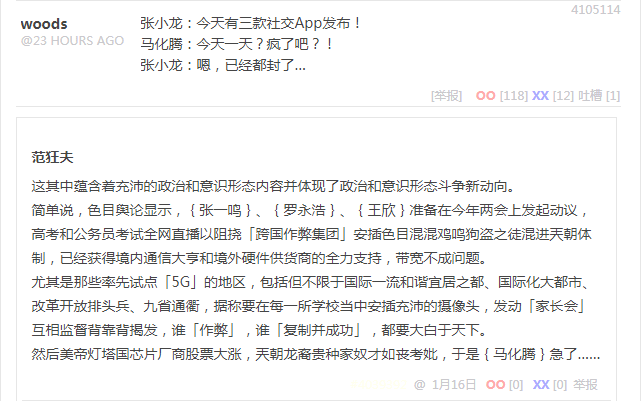 4105114
woods
@23 HOURS AGO
张小龙：今天有三款社交App发布！
马化腾：今天一天？疯了吧？！
张小龙：嗯，已经都封了...
[举报] OO [118] XX [12] 吐槽 [1]
范狂夫
这其中蕴含着充沛的政治和意识形态内容并体现了政治和意识形态斗争新动向。
简单说，色目舆论显示，｛张一鸣｝、｛罗永浩｝、｛王欣｝准备在今年两会上发起动议，
高考和公务员考试全网直播以阻挠「跨国作弊集团」安插色目混混鸡鸣狗盗之徒混进天朝体
制，已经获得境内通信大亨和境外硬件供货商的全力支持，带宽不成问题。
尤其是那些率先试点「5G」的地区，包括但不限于国际一流和谐宜居之都、国际化大都市、
改革开放排头兵、九省通衢，据称要在每一所学校当中安插充沛的摄像头，发动「家长会」
互相监督背靠背揭发，谁「作弊」，谁「复制并成功」，都要大白于天下。
然后美帝灯塔国芯片厂商股票大涨，天朝龙裔贵种家奴才如丧考妣，于是｛马化腾｝急了......
@ 1月16日 OO [0] XX [0] 举报